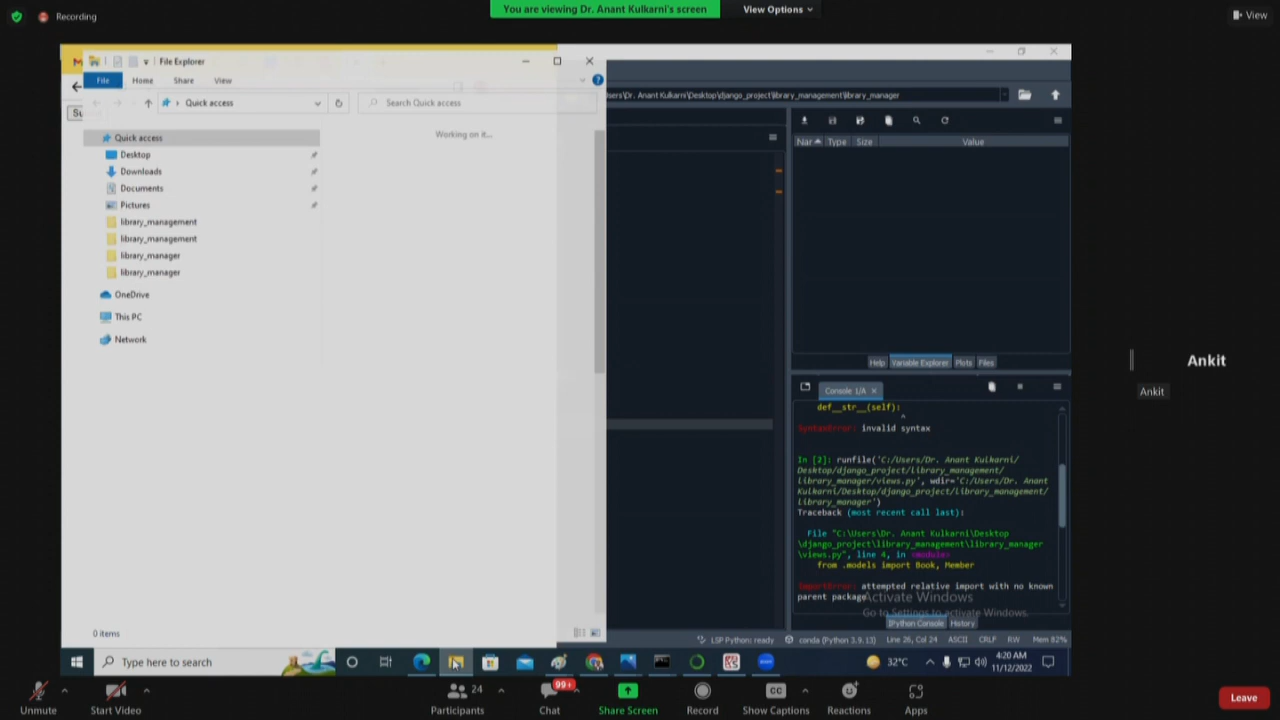 Recording
You are viewing Dr. Anant Kulkarni's screen
View Options
View
File Explorer
File
Home
Share
View
Quick access
Search Quick access
Working on it...
Quick access
Desktop
Downloads
Documents
Pictures
library_management
library_management
library_manager
library_manager
OneDrive
This PC
Network
0 items
sers\Dr. Anant Kulkarni\Desktop\django_project\library_management\library_manager
Nar
Type
Size
Value
Help
Variable Explorer
Plots
Files
Console 1/A
def__str__(self):
^
SyntaxError: invalid syntax
In [2]: runfile('C:/Users/Dr. Anant Kulkarni/
Desktop/django_project/library_management/
library_manager/views.py', wdir='C:/Users/Dr. Anant
Kulkarni/Desktop/django_project/library_management/
library_manager')
Traceback (most recent call last):
File "C:\Users\Dr. Anant Kulkarni\Desktop
\django_project\library_management\library_manager
\views.py", line 4, in <module>
from .models import Book, Member
ImportError: attempted relative import with no known
parent package
Activate Windows
Go to Settings to activate Windows.
IPython Console
History
LSP Python: ready
conda (Python 3.9.13)
Line 26, Col 24
ASCII
CRLF
RW
Mem 82%
Type here to search
32°C
4:20 AM
11/12/2022
Ankit
Ankit
Unmute
Start Video
24
Participants
99+
Chat
Share Screen
Record
CC
Show Captions
Reactions
Apps
Leave